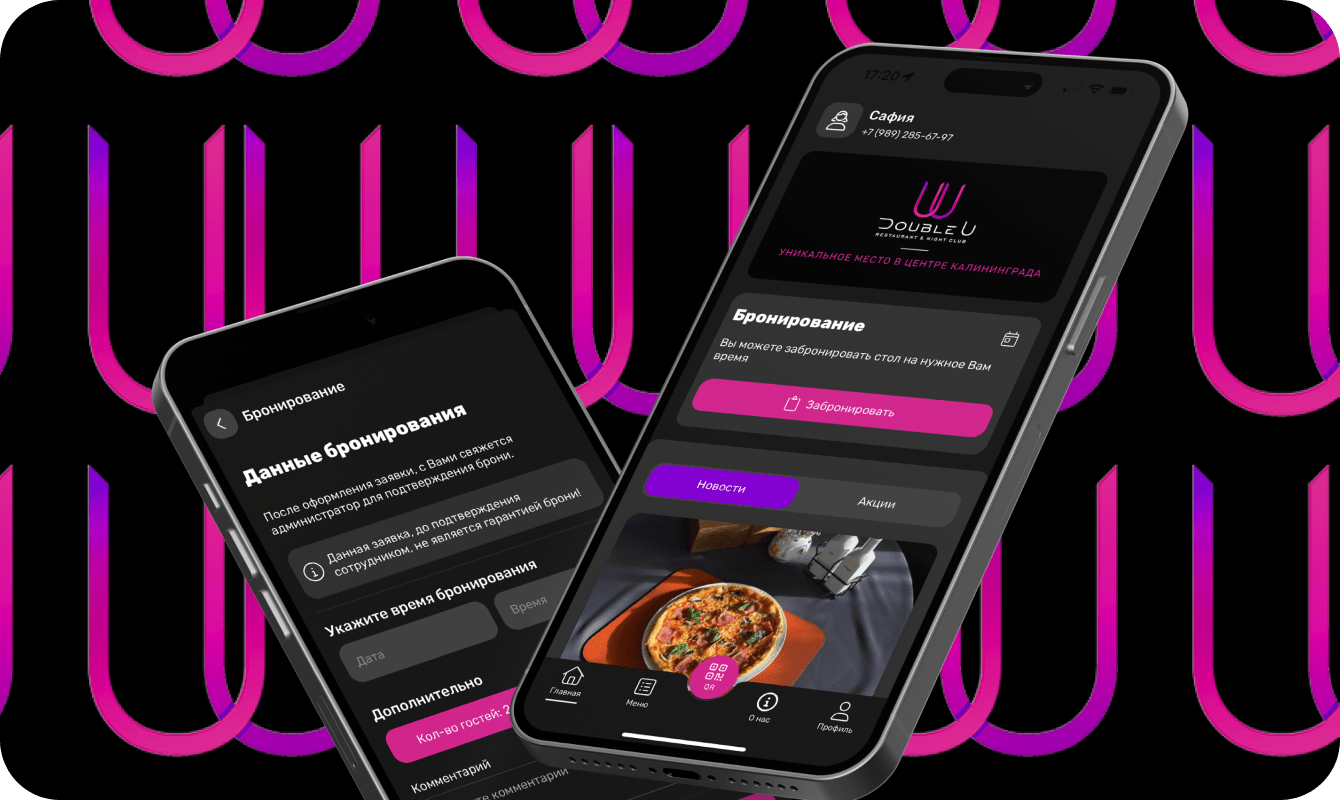 Бронирование
Данные бронирования
После оформления заявки, с Вами свяжется
администратор для подтверждения брони.
Данная заявка, до подтверждения
сотрудником, не является гарантией брони!
Укажите время бронирования
Дата
Время
Дополнительно
Кол-во гостей: 2
Комментарий
комментарии
17:20
Сафия
+7 (989) 285-67-97
DOUBLE U
RESTAURANT & NIGHT CLUB
УНИКАЛЬНОЕ МЕСТО В ЦЕНТРЕ КАЛИНИНГРАДА
Бронирование
Вы можете забронировать стол на нужное Вам
время
Забронировать
Новости
Акции
Главная
Меню
QR
О нас
Профиль